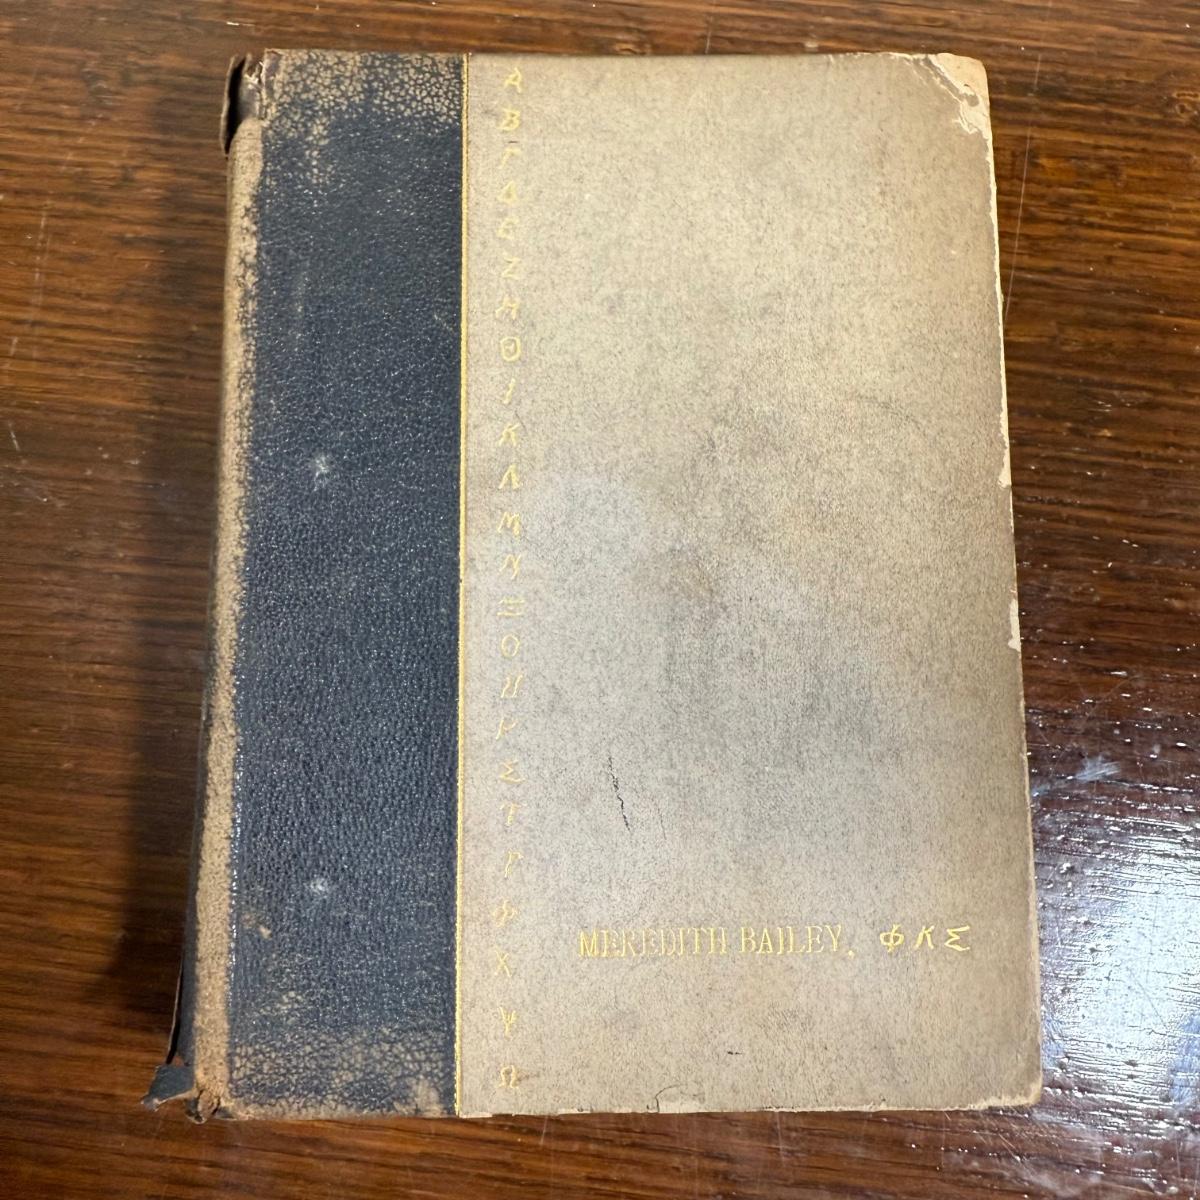 Α
Β
Γ
Δ
Ε
Ζ
Η
Θ
Ι
Κ
Λ
Μ
Ν
Ξ
Ο
Π
Ρ
Σ
Τ
Υ
Φ
Χ
Ψ
Ω
MEREDITH BAILEY. ΦΚΣ